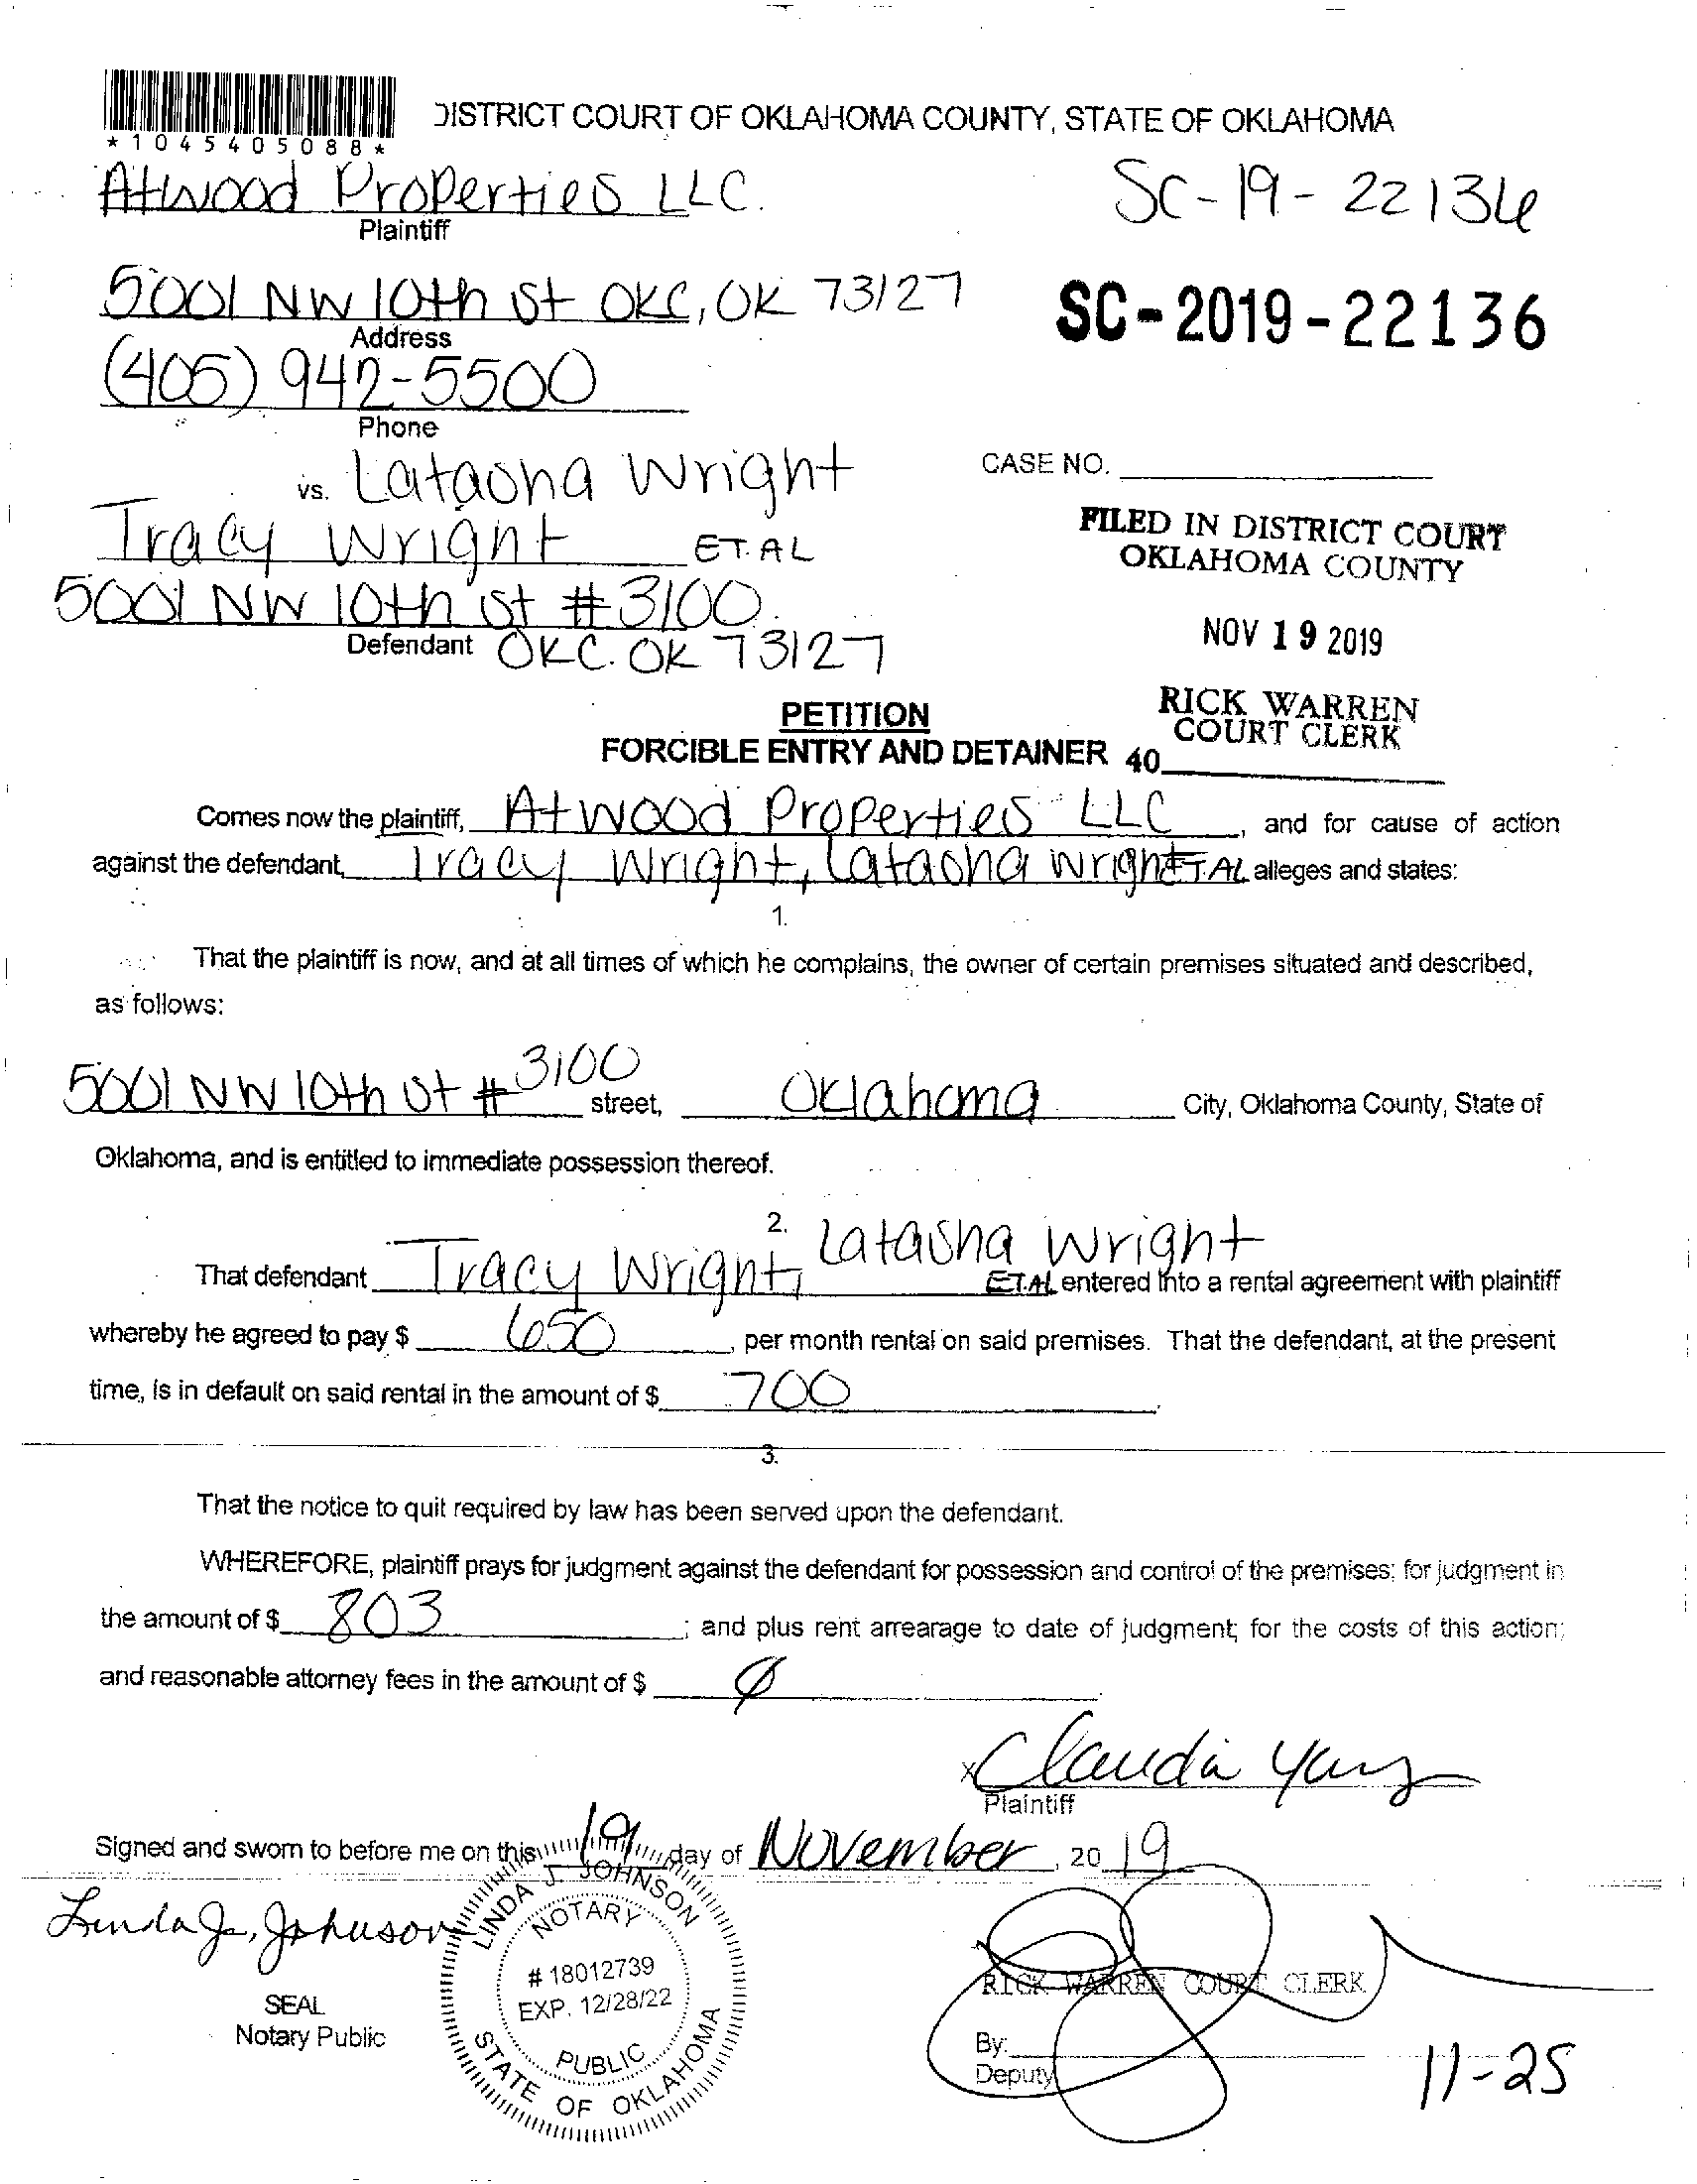 *1045405088*
DISTRICT COURT OF OKLAHOMA COUNTY, STATE OF OKLAHOMA
Atwood Properties LLC.
Plaintiff
SC-19-22136
5001 NW 10th St OKC, OK 73127
Address
SC-2019-22136
(405) 942-5500
Phone
vs. Latasha Wright
CASE NO.
Tracy Wright ET.AL
FILED IN DISTRICT COURT
OKLAHOMA COUNTY
5001 NW 10th St #3100
Defendant OKC. OK 73127
NOV 19 2019
RICK WARREN
COURT CLERK
40
PETITION
FORCIBLE ENTRY AND DETAINER
Comes now the plaintiff, Atwood Properties LLC, and for cause of action
against the defendant, Tracy Wright, Latasha Wright ET.AL alleges and states:
1.
That the plaintiff is now, and at all times of which he complains, the owner of certain premises situated and described,
as follows:
5001 NW 10th St # 3100 street, Oklahoma City, Oklahoma County, State of
Oklahoma, and is entitled to immediate possession thereof.
2.
That defendant Tracy Wright, Latasha Wright ET.AL entered into a rental agreement with plaintiff
whereby he agreed to pay $ 650, per month rental on said premises. That the defendant, at the present
time, is in default on said rental in the amount of $ 700.
3.
That the notice to quit required by law has been served upon the defendant.
WHEREFORE, plaintiff prays for judgment against the defendant for possession and control of the premises; for judgment in
the amount of $ 803; and plus rent arrearage to date of judgment; for the costs of this action;
and reasonable attorney fees in the amount of $ Ø
x Claudia
Plaintiff
Signed and sworn to before me on this 19 day of November, 2019
Linda J. Johnson
SEAL
Notary Public
LINDA J. JOHNSON
NOTARY
# 18012739
EXP. 12/28/22
PUBLIC
STATE OF OKLAHOMA
RICK WARREN COURT CLERK
By:
Deputy
11-25